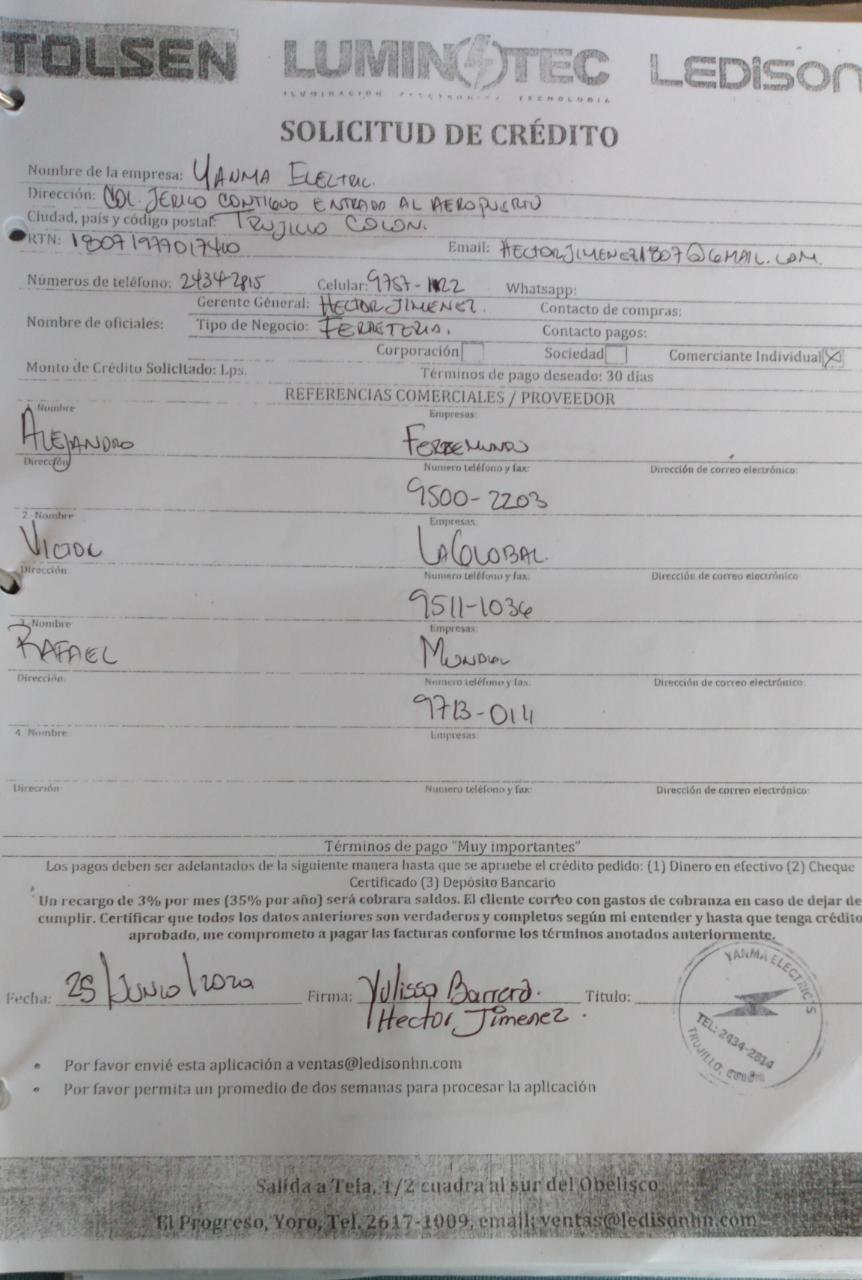 TOLSEN LUMINOTEC LEDISON
ILUMINACIÓN ELECTRÓNICA TECNOLOGIA
SOLICITUD DE CRÉDITO
Nombre de la empresa: YANMA ELECTRIC.
Dirección: COL. JERICO CONTIGUO ENTRADO AL AEROPUERTO
Ciudad, país y código postal: TRUJILLO COLON.
RTN: Email: HECTORJIMENEZ1807@GMAIL.COM
Números de teléfono: 2434-2815 Celular: 9757-1122 Whatsapp:
Gerente Géneral: HECTOR JIMENEZ. Contacto de compras:
Nombre de oficiales: Tipo de Negocio: FERRETERIA. Contacto pagos:
Corporación Sociedad Comerciante Individual X
Monto de Crédito Solicitado: Lps. Términos de pago deseado: 30 días
REFERENCIAS COMERCIALES / PROVEEDOR
1. Nombre Empresas:
ALEJANDRO FERREMUNDO
Dirección Numero teléfono y fax: Dirección de correo electrónico:
9500-2203
2. Nombre Empresas:
VICTOR LA GLOBAL.
Dirección Numero teléfono y fax: Dirección de correo electrónico
9511-1036
3. Nombre Empresas:
RAFAEL MUNDIAL
Dirección: Numero teléfono y fax: Dirección de correo electrónico:
9713-0114
4. Nombre: Empresas:
Dirección: Numero teléfono y fax: Dirección de correo electrónico:
Términos de pago "Muy importantes"
Los pagos deben ser adelantados de la siguiente manera hasta que se apruebe el crédito pedido: (1) Dinero en efectivo (2) Cheque
Certificado (3) Depósito Bancario
Un recargo de 3% por mes (35% por año) será cobrara saldos. El cliente correo con gastos de cobranza en caso de dejar de
cumplir. Certificar que todos los datos anteriores son verdaderos y completos según mi entender y hasta que tenga crédito
aprobado, me comprometo a pagar las facturas conforme los términos anotados anteriormente.
Fecha: 25/JUNIO/2020 Firma: Yulissa Barrera. Titulo:
Hector Jimenez.
YANMA ELECTRIC'S
TEL: 2434-2814
TRUJILLO, COLÓN
• Por favor envié esta aplicación a ventas@ledisonhn.com
• Por favor permita un promedio de dos semanas para procesar la aplicación
Salida a Tela, 1/2 cuadra al sur del Obelisco
El Progreso, Yoro, Tel. 2617-1009, email; ventas@ledisonhn.com